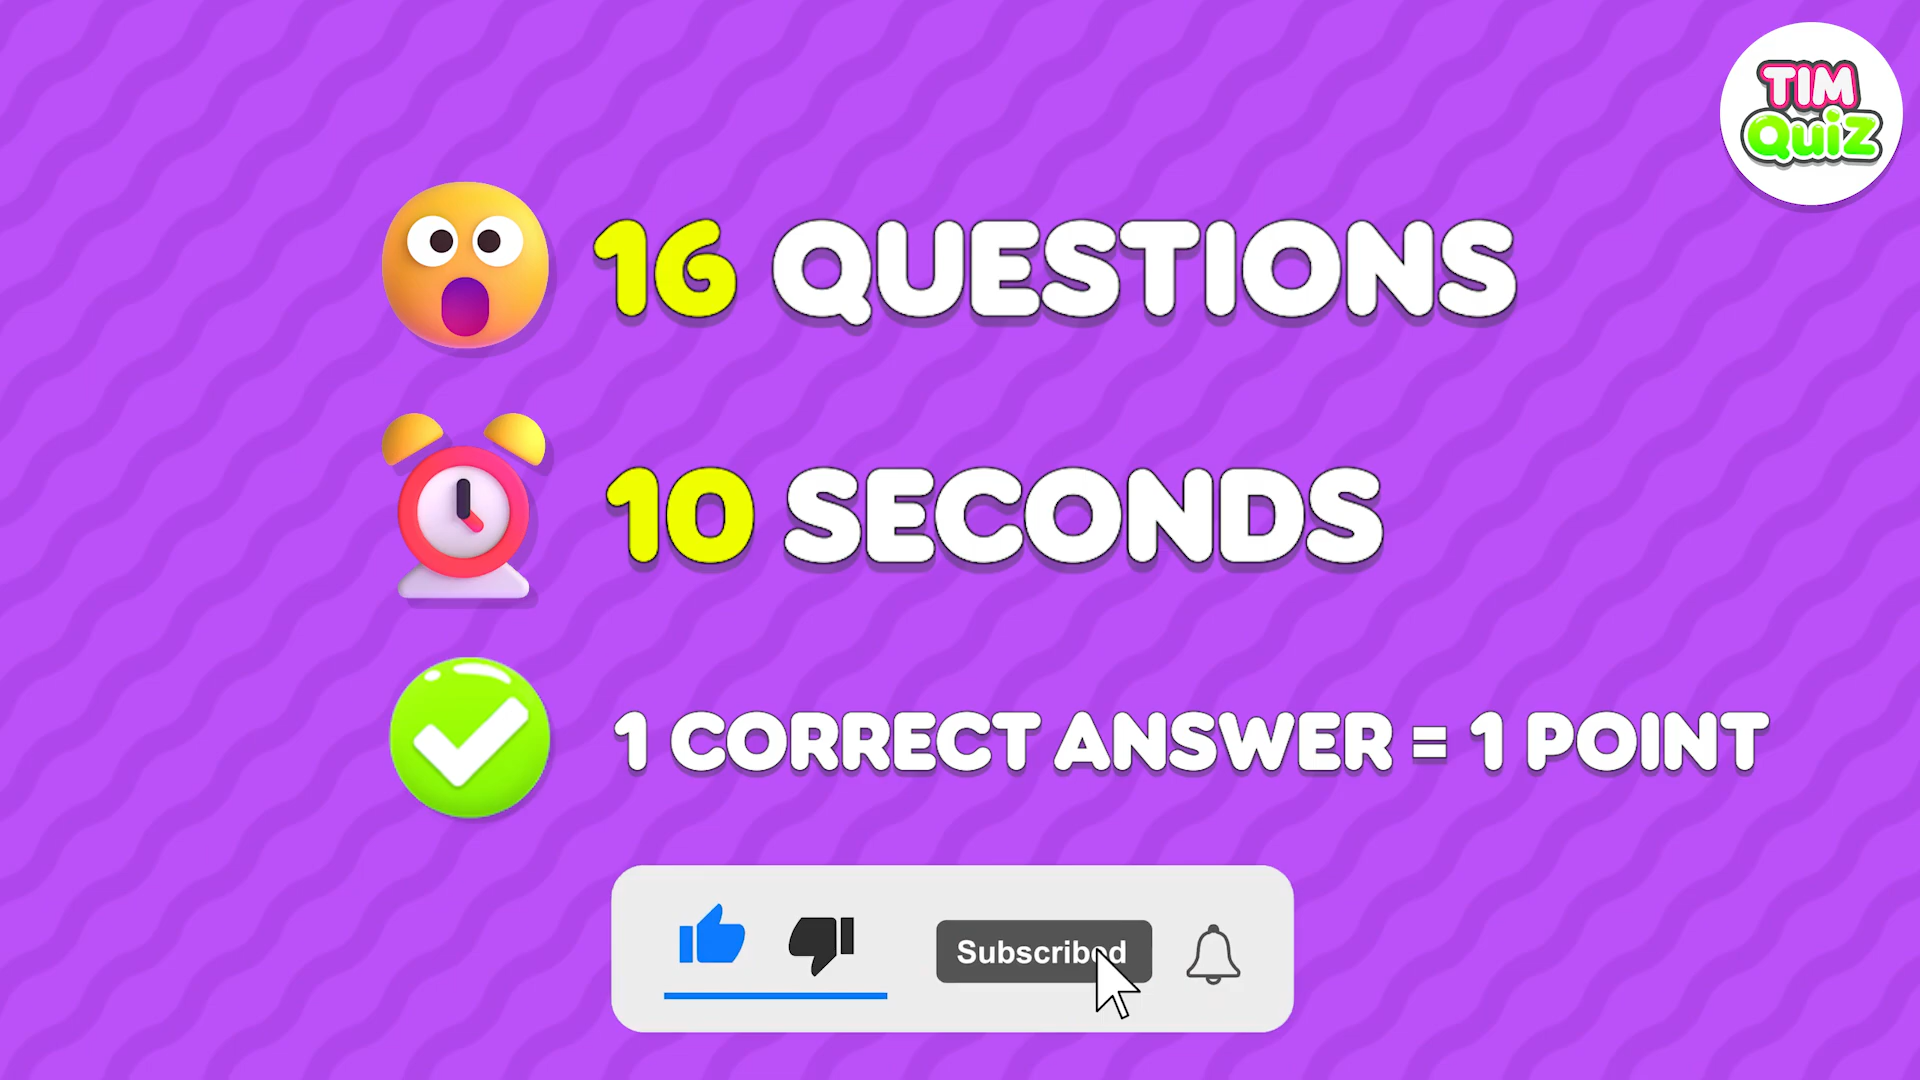 TIM
QuiZ
16 QUESTIONS
10 SECONDS
1 CORRECT ANSWER = 1 POINT
Subscribed